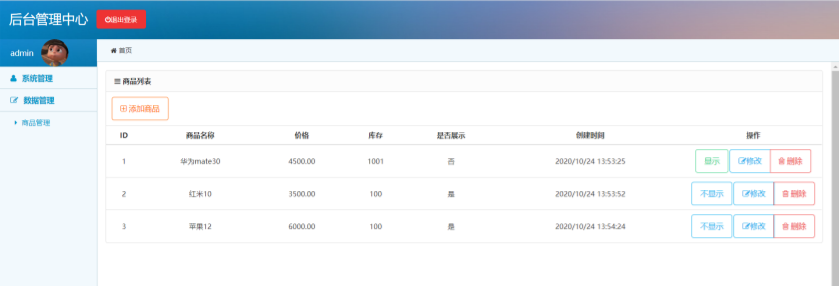 后台管理中心 退出登录
admin 首页
系统管理
数据管理
商品管理
商品列表
添加商品
ID 商品名称 价格 库存 是否展示 创建时间 操作
1 华为mate30 4500.00 1001 否 2020/10/24 13:53:25 显示 修改 删除
2 红米10 3500.00 100 是 2020/10/24 13:53:52 不显示 修改 删除
3 苹果12 6000.00 100 是 2020/10/24 13:54:24 不显示 修改 删除